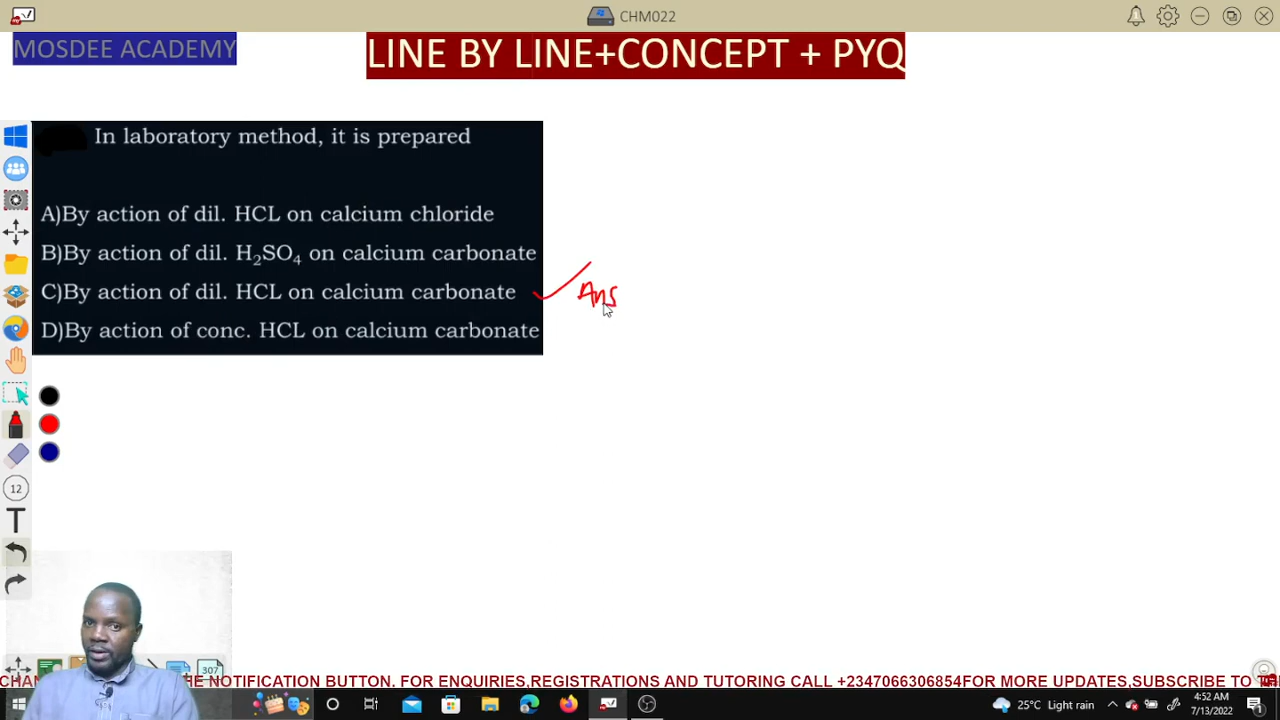 CHM022
MOSDEE ACADEMY
LINE BY LINE+CONCEPT + PYQ
In laboratory method, it is prepared
A)By action of dil. HCL on calcium chloride
B)By action of dil. H₂SO₄ on calcium carbonate
C)By action of dil. HCL on calcium carbonate
Ans
D)By action of conc. HCL on calcium carbonate
12
T
307
THE NOTIFICATION BUTTON. FOR ENQUIRIES,REGISTRATIONS AND TUTORING CALL +2347066306854FOR MORE UPDATES,SUBSCRIBE TO
25°C Light rain
4:52 AM
7/13/2022